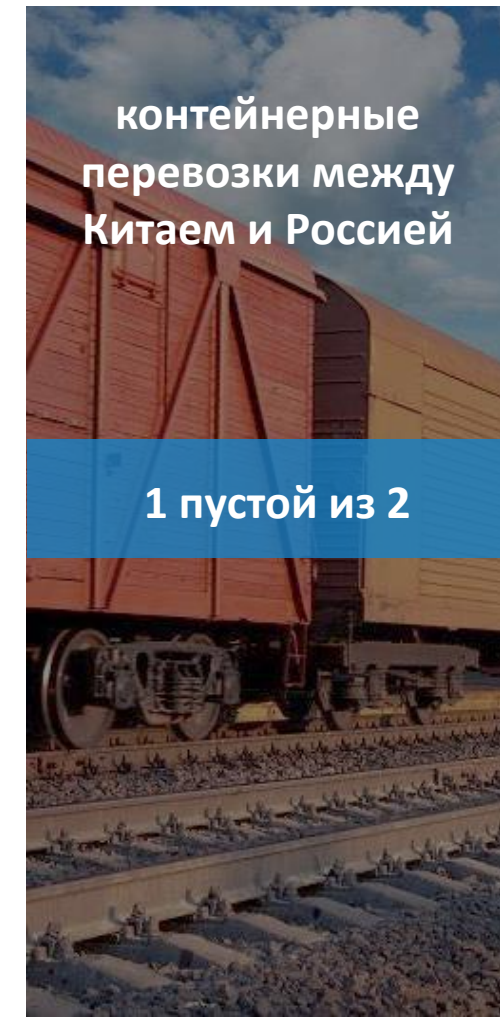 контейнерные
перевозки между
Китаем и Россией
1 пустой из 2